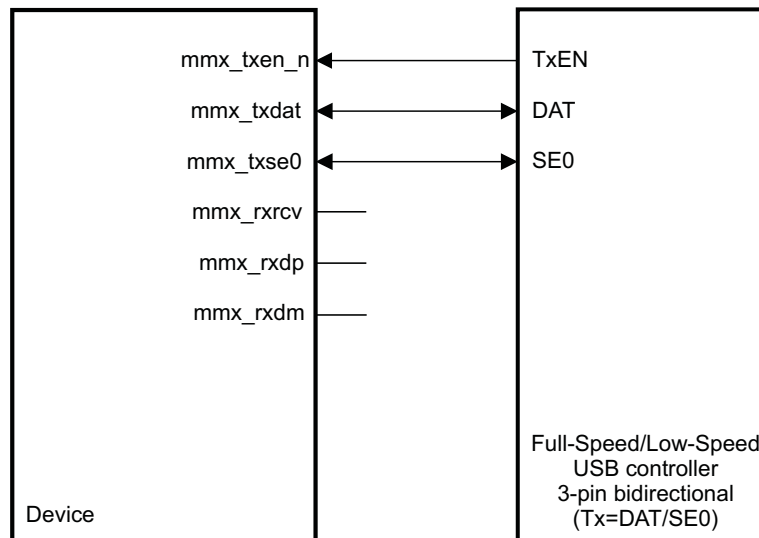 mmx_txen_n
TxEN
mmx_txdat
DAT
mmx_txse0
SE0
mmx_rxrcv
mmx_rxdp
mmx_rxdm
Full-Speed/Low-Speed
USB controller
3-pin bidirectional
(Tx=DAT/SE0)
Device